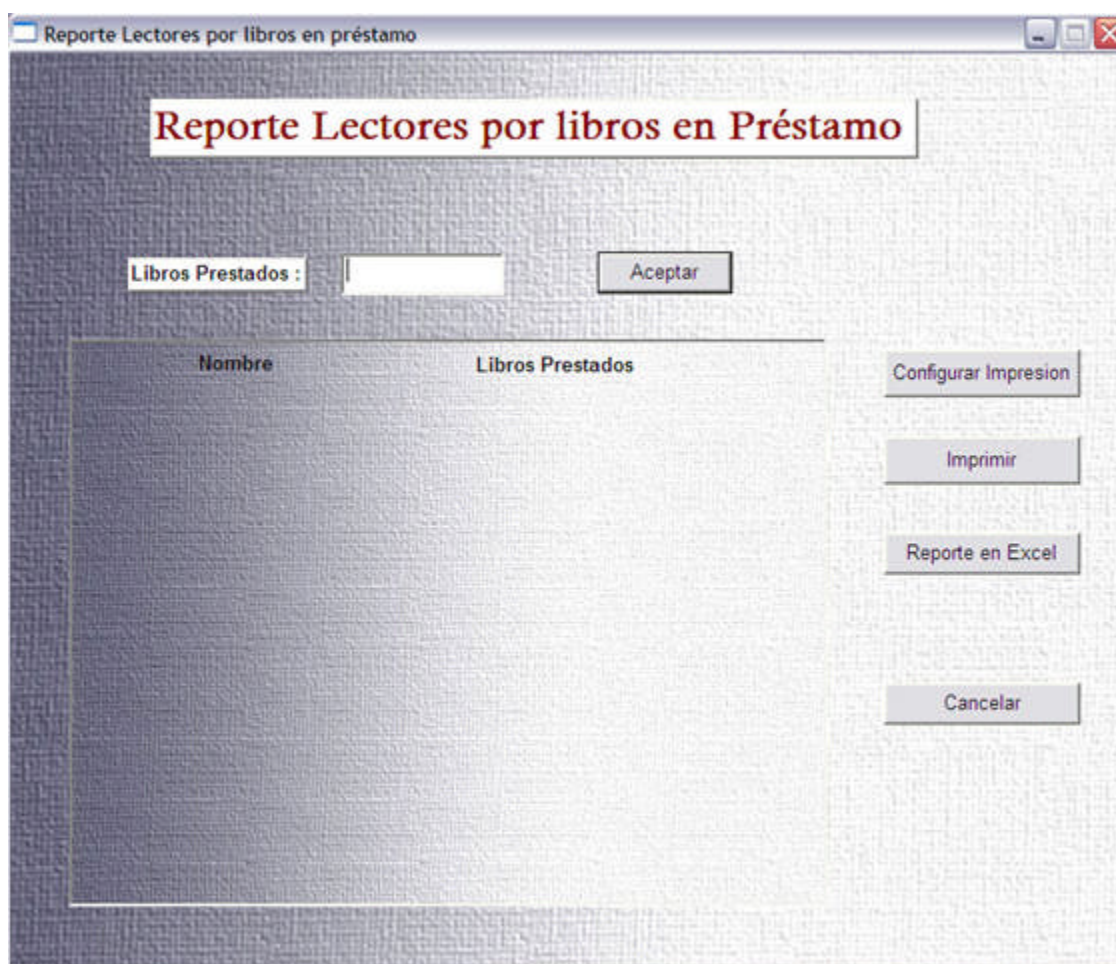 Reporte Lectores por libros en préstamo
Reporte Lectores por libros en Préstamo
Libros Prestados :
Aceptar
Nombre Libros Prestados
Configurar Impresion
Imprimir
Reporte en Excel
Cancelar